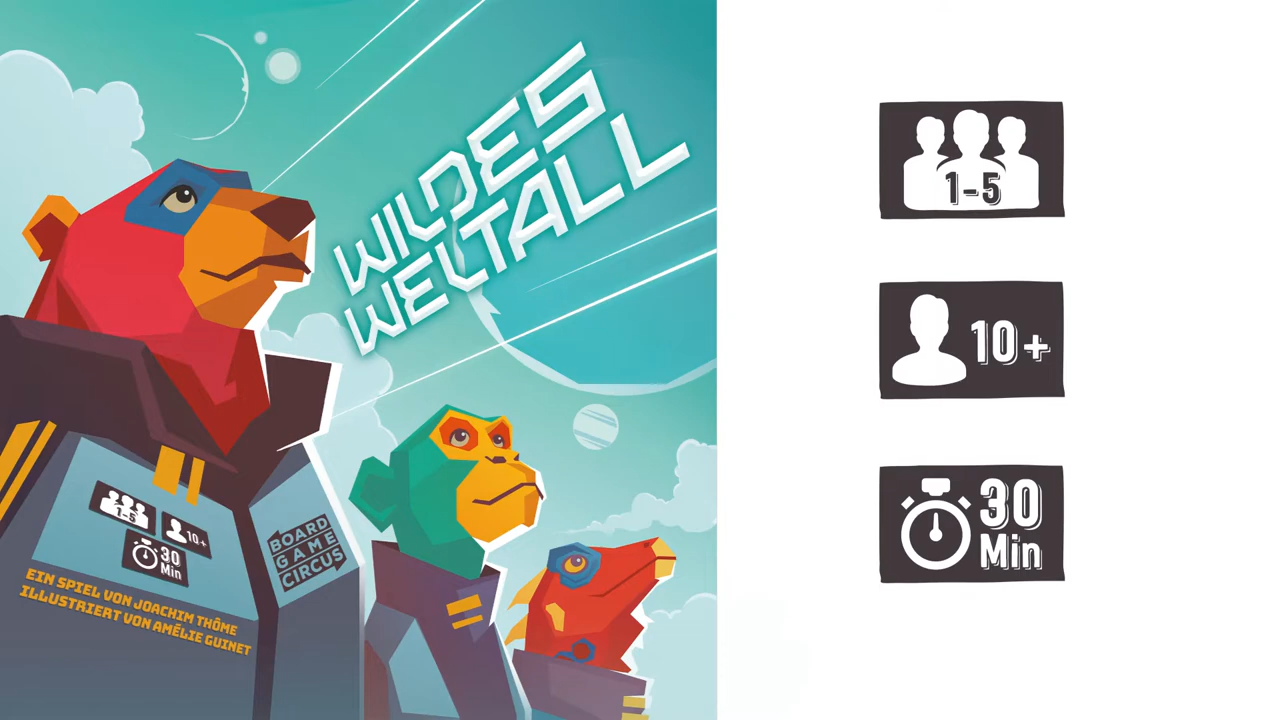 WILDES
WELTALL
1-5
10+
30
Min
BOARD
GAME
CIRCUS
EIN SPIEL VON JOACHIM THÔME
ILLUSTRIERT VON AMÉLIE GUINET
1-5
10+
30
Min